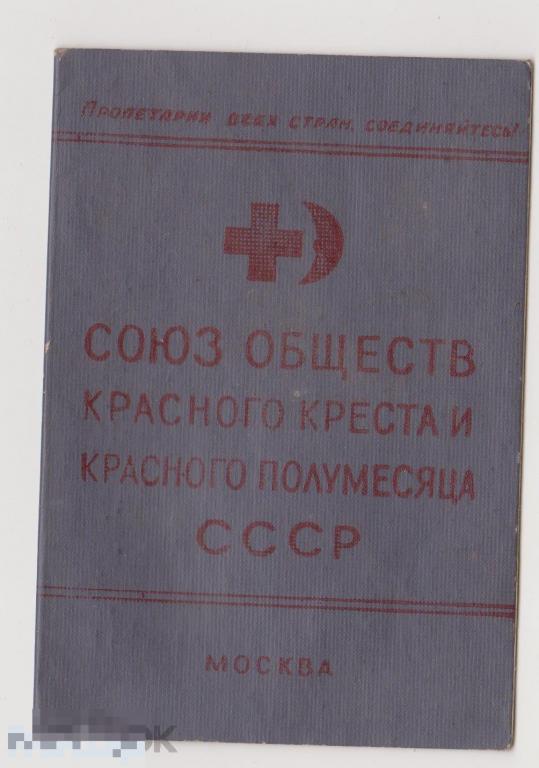 Пролетарии всех стран, соединяйтесь!
СОЮЗ ОБЩЕСТВ
КРАСНОГО КРЕСТА И
КРАСНОГО ПОЛУМЕСЯЦА
СССР
МОСКВА